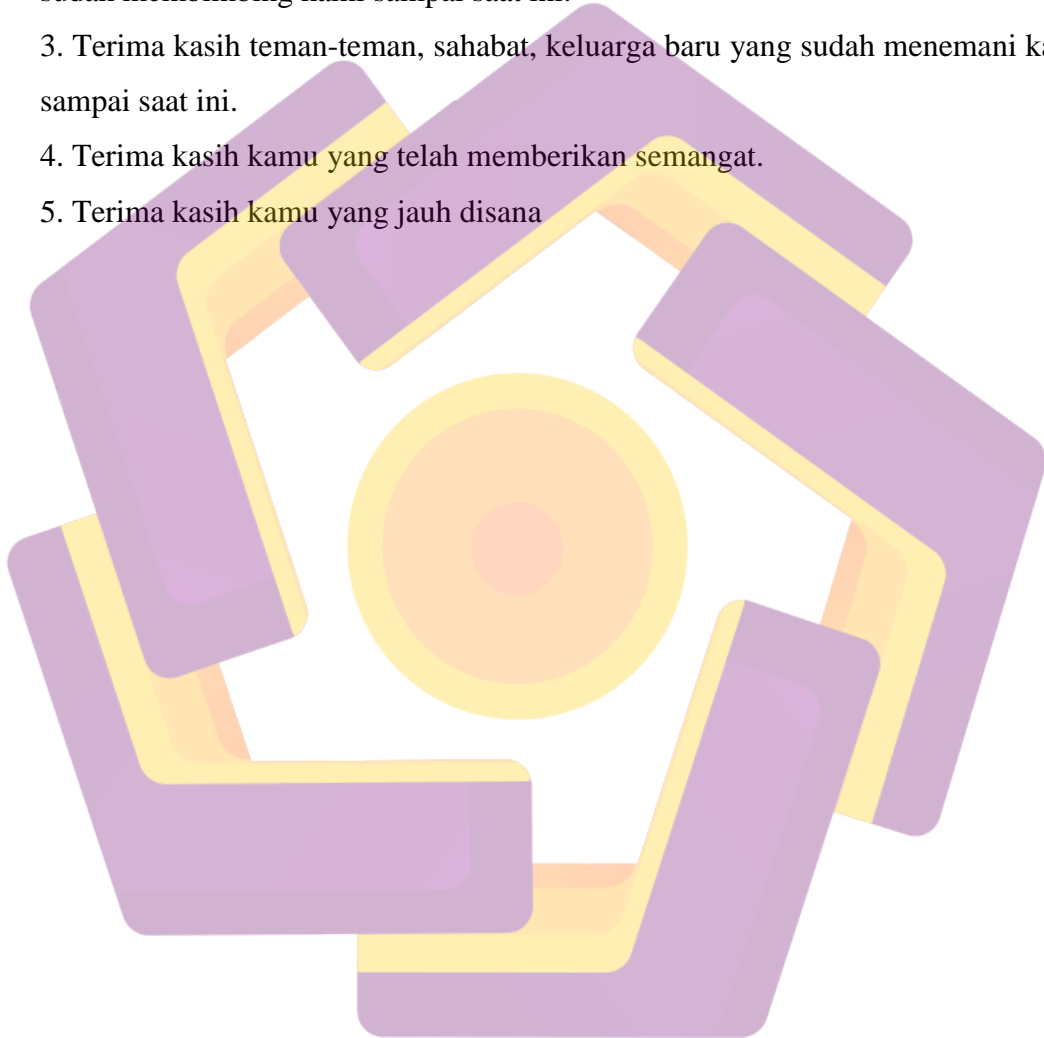 3. Terima kasih teman-teman, sahabat, keluarga baru yang sudah menemani
sampai saat ini.
4. Terima kasih kamu yang telah memberikan semangat.
5. Terima kasih kamu yang jauh disana